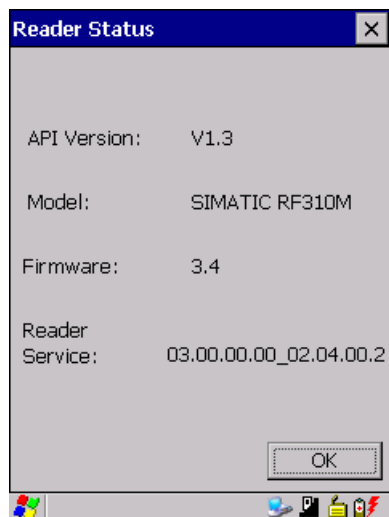 Reader Status
API Version: V1.3
Model: SIMATIC RF310M
Firmware: 3.4
Reader
Service: 03.00.00.00_02.04.00.2
OK